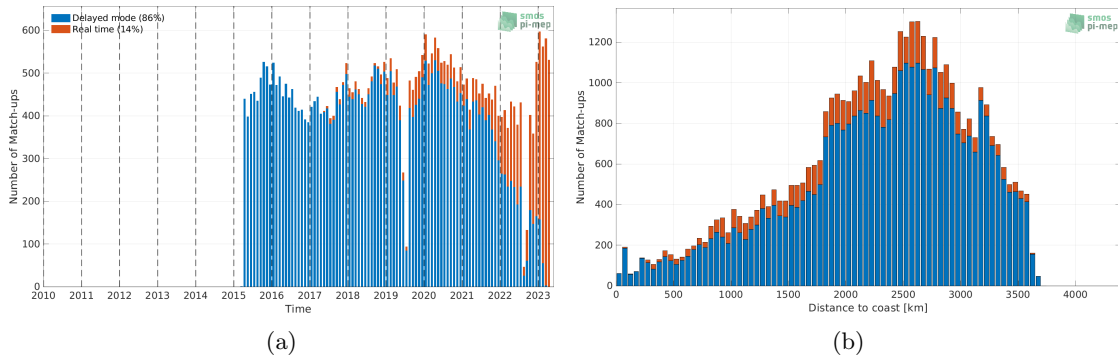 Delayed mode (86%)
Real time (14%)
smos
pi-mep
600
500
400
300
200
100
0
Number of Match-ups
2010 2011 2012 2013 2014 2015 2016 2017 2018 2019 2020 2021 2022 2023
Time
(a)
smos
pi-mep
1200
1000
800
600
400
200
0
Number of Match-ups
0 500 1000 1500 2000 2500 3000 3500 4000
Distance to coast [km]
(b)